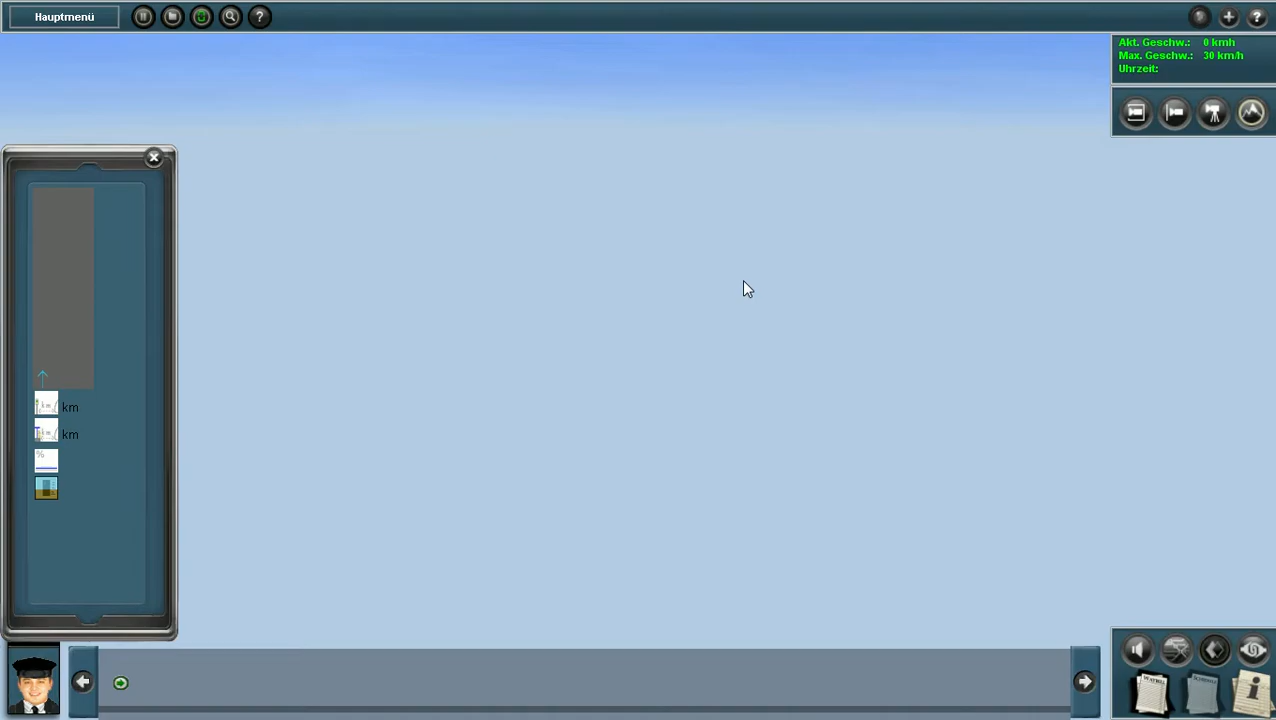 Hauptmenü
Akt. Geschw.: 0 kmh
Max. Geschw.: 30 km/h
Uhrzeit:
km
km
%